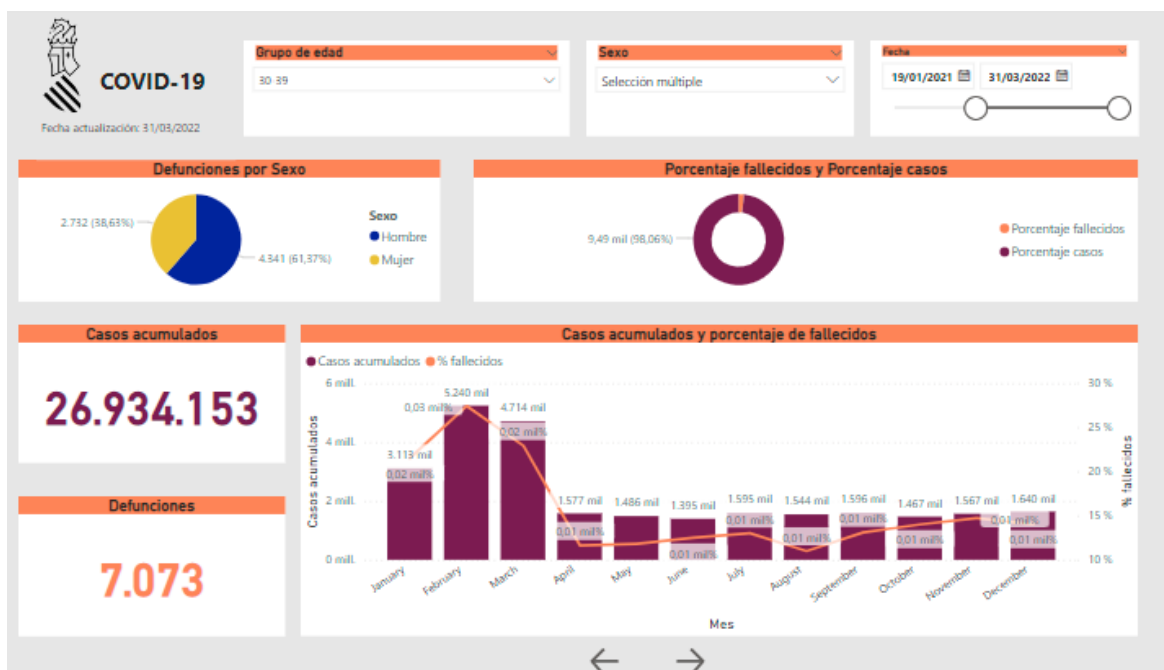 COVID-19
Fecha actualización: 31/03/2022
Grupo de edad
30-39
Sexo
Selección múltiple
Fecha
19/01/2021
31/03/2022
Defunciones por Sexo
2.732 (38,63%)
4.341 (61,37%)
Sexo
Hombre
Mujer
Porcentaje fallecidos y Porcentaje casos
9,49 mil (98,06%)
Porcentaje fallecidos
Porcentaje casos
Casos acumulados
26.934.153
Defunciones
7.073
Casos acumulados y porcentaje de fallecidos
Casos acumulados
% fallecidos
Casos acumulados
6 mill.
4 mill.
2 mill.
0 mill.
30 %
25 %
20 %
15 %
10 %
% fallecidos
3.113 mil
5.240 mil
4.714 mil
1.577 mil
1.486 mil
1.395 mil
1.595 mil
1.544 mil
1.596 mil
1.467 mil
1.567 mil
1.640 mil
0,02 mil%
0,03 mil%
0,02 mil%
0,01 mil%
0,01 mil%
0,01 mil%
0,01 mil%
0,01 mil%
0,01 mil%
0,01 mil%
0,01 mil%
January
February
March
April
May
June
July
August
September
October
November
December
Mes